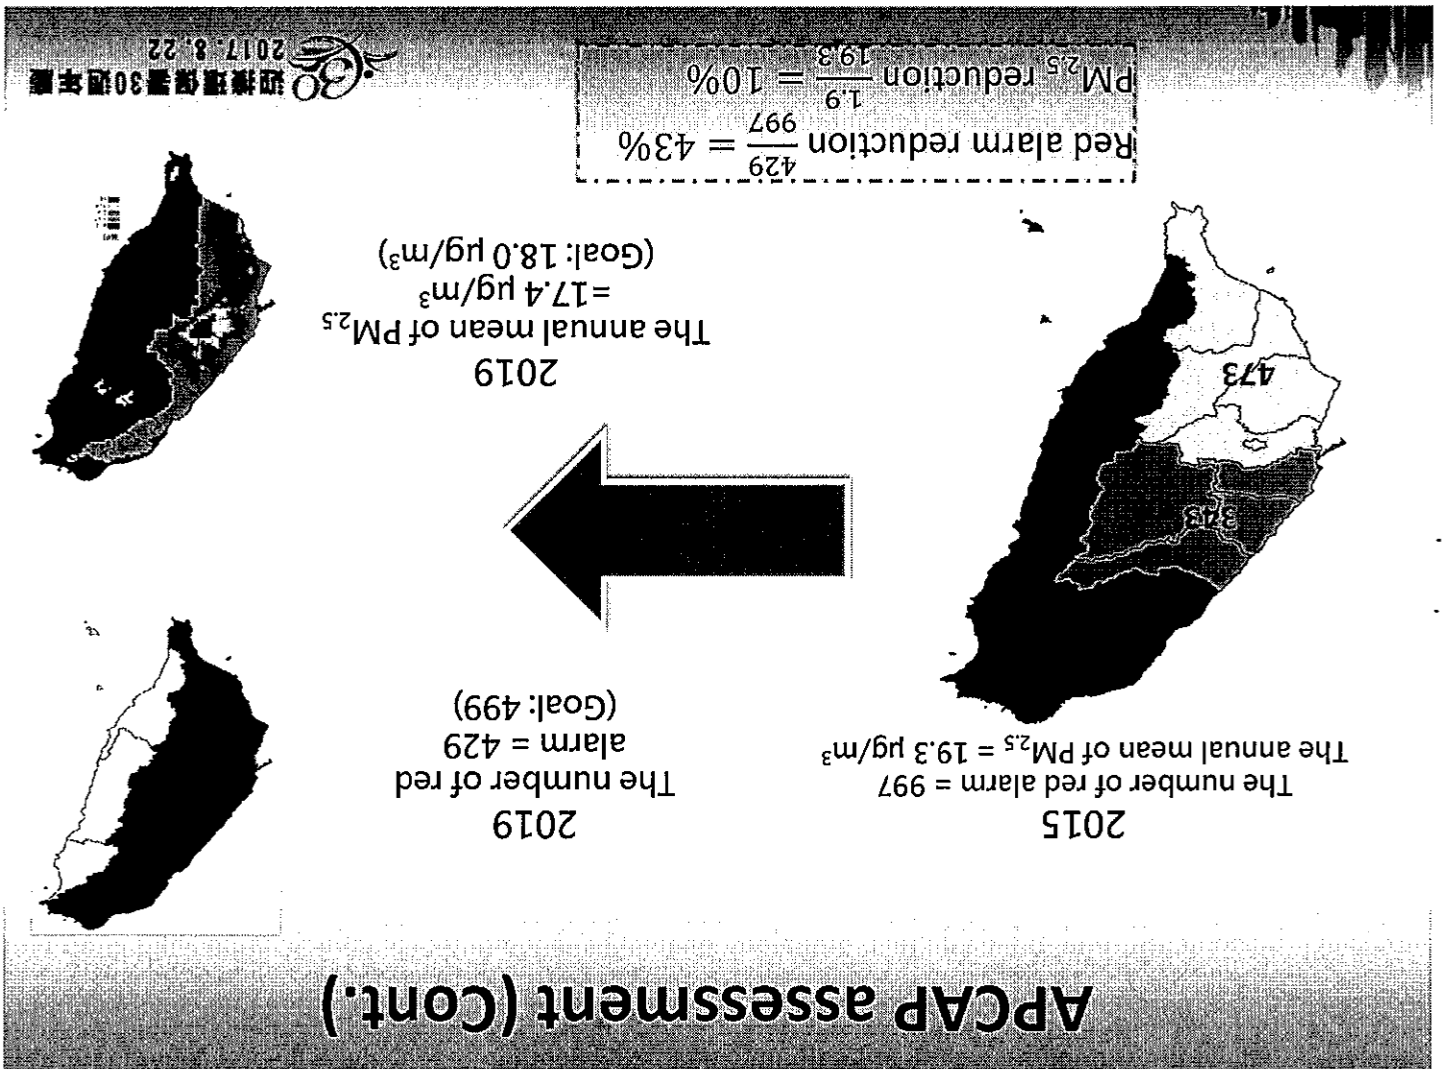 APCAP assessment (Cont.)
2015
The number of red alarm = 997
The annual mean of PM2.5 = 19.3 μg/m³
343
473
2019
The number of red
alarm = 429
(Goal: 499)
2019
The annual mean of PM2.5
=17.4 μg/m³
(Goal: 18.0 μg/m³)
Red alarm reduction 429/997 = 43%
PM2.5 reduction 1.9/19.3 = 10%
30
迎接環保署30週年慶
2017. 8. 22